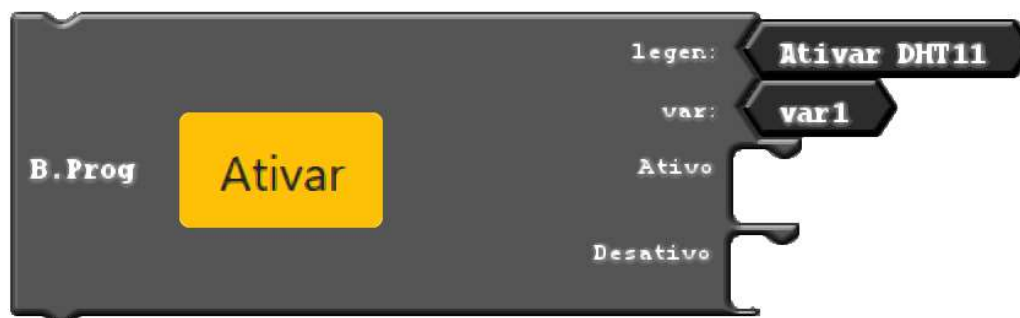 legen: Ativar DHT11
var: var1
B.Prog Ativar Ativo
Desativo